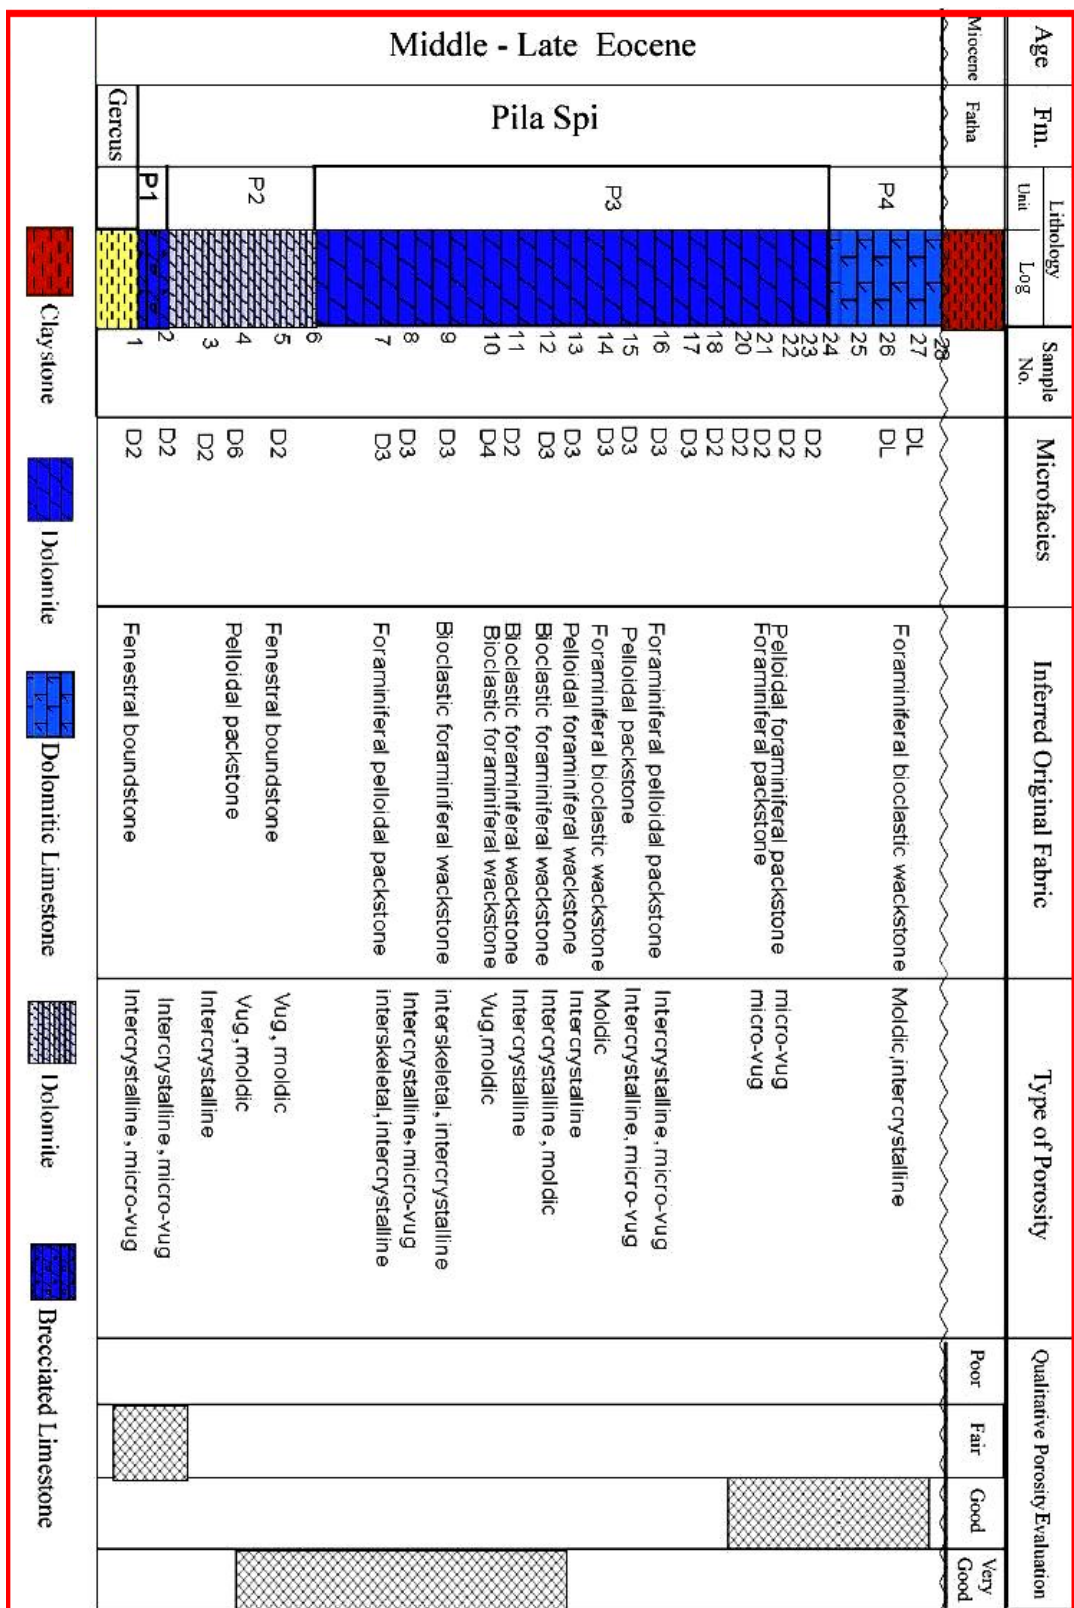 Age
Fm.
Lithology
Unit
Log
Sample
No.
Microfacies
Inferred Original Fabric
Type of Porosity
Qualitative Porosity Evaluation
Poor
Fair
Good
Very
Good
Miocene
Fatha
Middle - Late Eocene
Pila Spi
Gercus
P4
P3
P2
P1
28
27
DL
26
DL
Foraminiferal bioclastic wackstone
Moldic,intercrystalline
25
24
23
D2
22
D2
Pelloidal foraminiferal packstone
micro-vug
21
D2
Foraminiferal packstone
micro-vug
20
D2
18
D2
17
D3
16
D3
Foraminiferal pelloidal packstone
Intercrystalline, micro-vug
15
D3
Pelloidal packstone
Intercrystalline, micro-vug
14
D3
Foraminiferal bioclastic wackstone
Moldic
13
D3
Pelloidal foraminiferal wackstone
Intercrystalline
12
D3
Bioclastic foraminiferal wackstone
Intercrystalline, moldic
11
D2
Bioclastic foraminiferal wackstone
Intercrystalline
10
D4
Bioclastic foraminiferal wackstone
Vug,moldic
9
D3
Bioclastic foraminiferal wackstone
interskeletal, intercrystalline
8
D3
Intercrystalline, micro-vug
7
D3
Foraminiferal pelloidal packstone
interskeletal, intercrystalline
6
5
D2
Fenestral boundstone
Vug, moldic
4
D6
Pelloidal packstone
Vug, moldic
3
D2
Intercrystalline
2
D2
Intercrystalline, micro-vug
1
D2
Fenestral boundstone
Intercrystalline, micro-vug
Claystone
Dolomite
Dolomitic Limestone
Dolomite
Brecciated Limestone